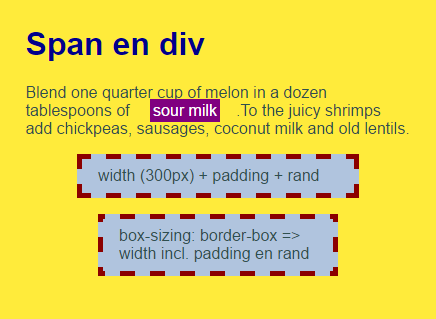 Span en div
Blend one quarter cup of melon in a dozen
tablespoons of sour milk .To the juicy shrimps
add chickpeas, sausages, coconut milk and old lentils.
width (300px) + padding + rand
box-sizing: border-box =>
width incl. padding en rand